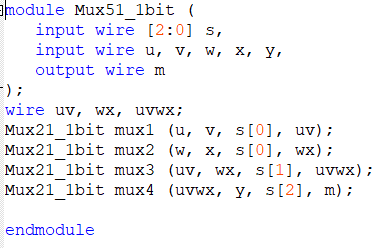 module Mux51_1bit (
input wire [2:0] s,
input wire u, v, w, x, y,
output wire m
);
wire uv, wx, uvwx;
Mux21_1bit mux1 (u, v, s[0], uv);
Mux21_1bit mux2 (w, x, s[0], wx);
Mux21_1bit mux3 (uv, wx, s[1], uvwx);
Mux21_1bit mux4 (uvwx, y, s[2], m);
endmodule